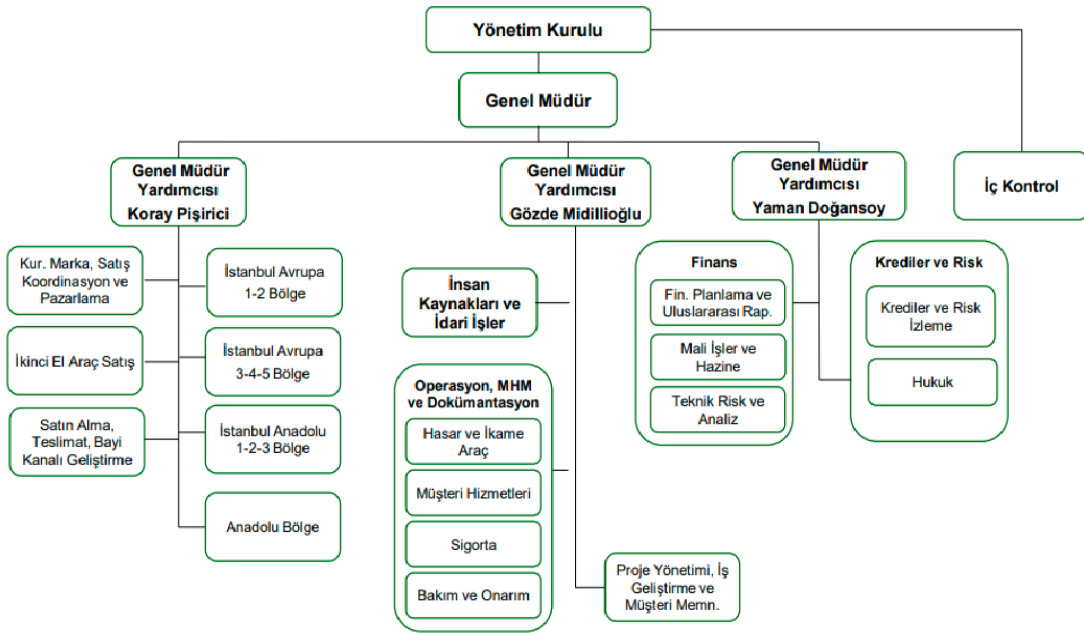 Yönetim Kurulu
Genel Müdür
Genel Müdür
Yardımcısı
Koray Pişirici
Genel Müdür
Yardımcısı
Gözde Midillioğlu
Genel Müdür
Yardımcısı
Yaman Doğansoy
İç Kontrol
Kur. Marka, Satış
Koordinasyon ve
Pazarlama
İstanbul Avrupa
1-2 Bölge
İkinci El Araç Satış
İstanbul Avrupa
3-4-5 Bölge
Satın Alma,
Teslimat, Bayi
Kanalı Geliştirme
İstanbul Anadolu
1-2-3 Bölge
Anadolu Bölge
İnsan
Kaynakları ve
İdari İşler
Operasyon, MHM
ve Dokümantasyon
Hasar ve İkame
Araç
Müşteri Hizmetleri
Sigorta
Bakım ve Onarım
Proje Yönetimi, İş
Geliştirme ve
Müşteri Memn.
Finans
Fin. Planlama ve
Uluslararası Rap.
Mali İşler ve
Hazine
Teknik Risk ve
Analiz
Krediler ve Risk
Krediler ve Risk
İzleme
Hukuk